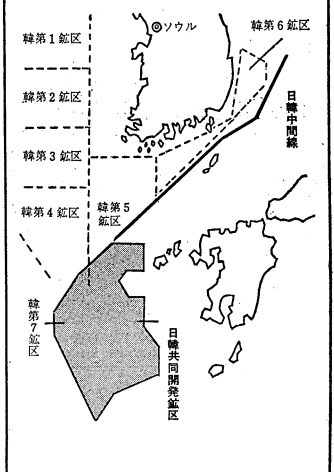 ◎ソウル
韓第6鉱区
韓第1鉱区
韓第2鉱区
韓第3鉱区
韓第4鉱区
韓第5
鉱区
日韓中間線
韓第7鉱区
日韓共同開発鉱区